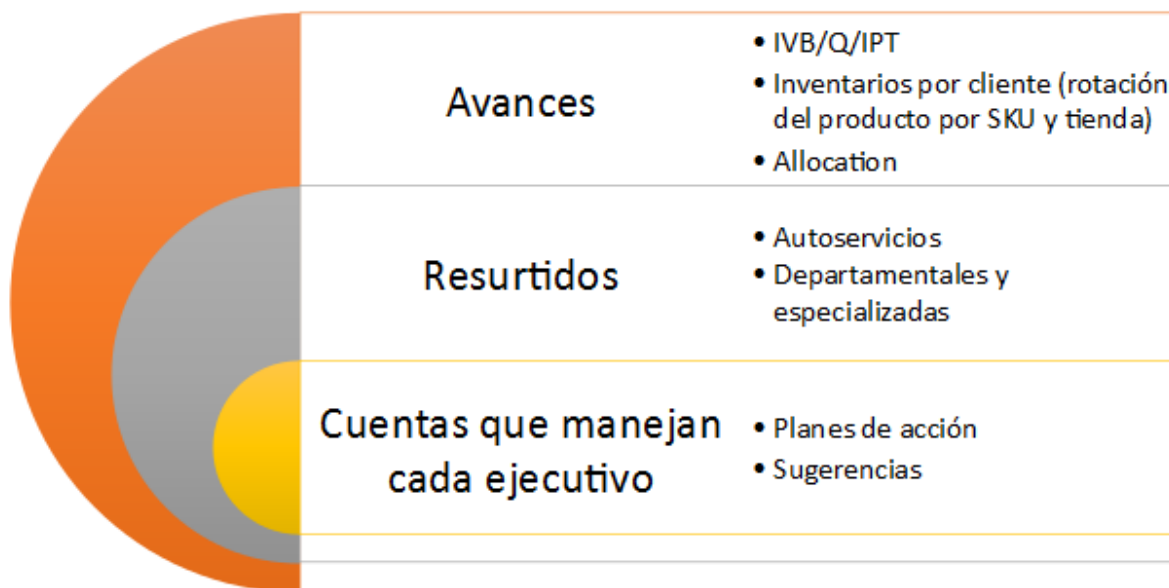 Avances
• IVB/Q/IPT
• Inventarios por cliente (rotación
del producto por SKU y tienda)
• Allocation
Resurtidos
• Autoservicios
• Departamentales y
especializadas
Cuentas que manejan
cada ejecutivo
• Planes de acción
• Sugerencias